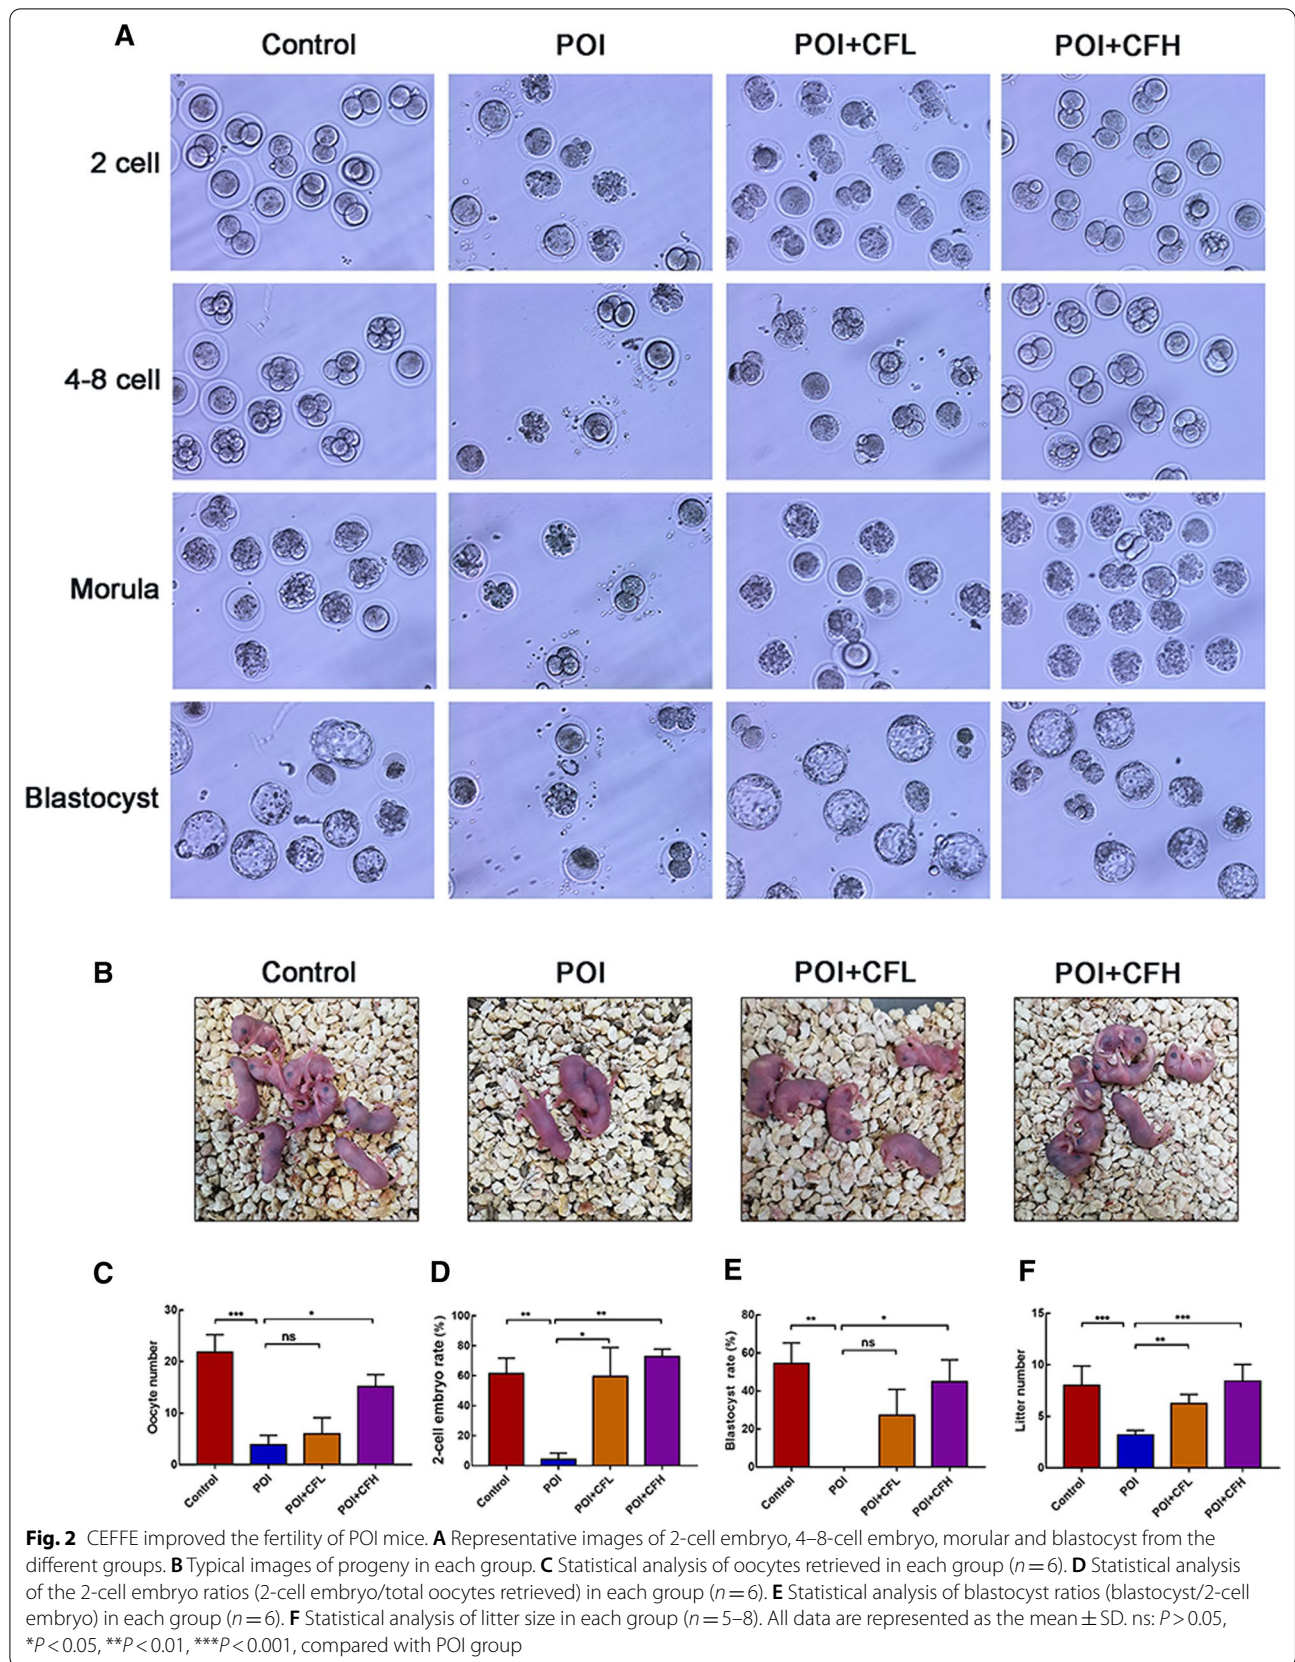 A
Control POI POI+CFL POI+CFH
2 cell
4-8 cell
Morula
Blastocyst
B
Control POI POI+CFL POI+CFH
C
Oocyte number
30
20
10
0
***
*
ns
Control POI POI+CFL POI+CFH
D
2-cell embryo rate (%)
100
80
60
40
20
0
**
**
*
Control POI POI+CFL POI+CFH
E
Blastocyst rate (%)
80
60
40
20
0
**
*
ns
Control POI POI+CFL POI+CFH
F
Litter number
15
10
5
0
***
***
**
Control POI POI+CFL POI+CFH
Fig. 2 CEFFE improved the fertility of POI mice. A Representative images of 2-cell embryo, 4–8-cell embryo, morular and blastocyst from the
different groups. B Typical images of progeny in each group. C Statistical analysis of oocytes retrieved in each group (n = 6). D Statistical analysis
of the 2-cell embryo ratios (2-cell embryo/total oocytes retrieved) in each group (n = 6). E Statistical analysis of blastocyst ratios (blastocyst/2-cell
embryo) in each group (n = 6). F Statistical analysis of litter size in each group (n = 5–8). All data are represented as the mean ± SD. ns: P > 0.05,
*P < 0.05, **P < 0.01, ***P < 0.001, compared with POI group